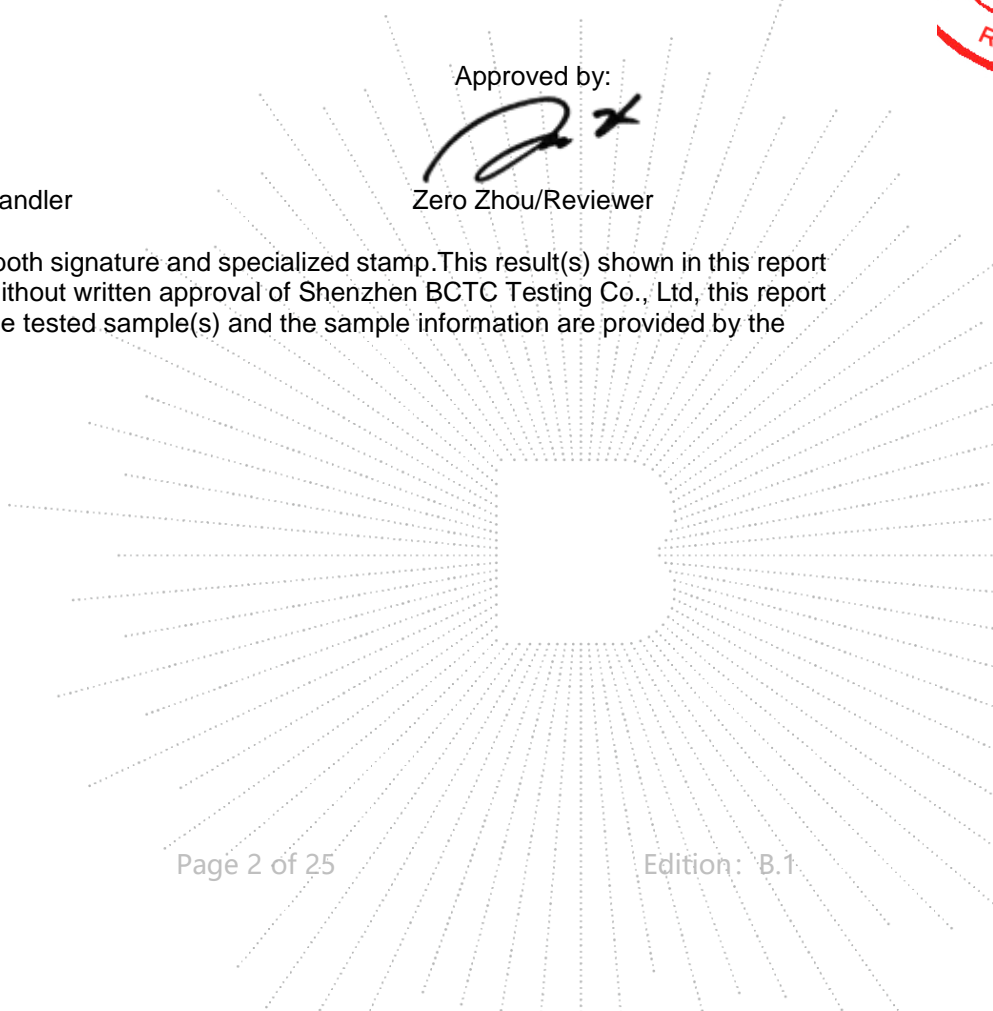 Approved by:
andler
Zero Zhou/Reviewer
both signature and specialized stamp.This result(s) shown in this report
ithout written approval of Shenzhen BCTC Testing Co., Ltd, this report
e tested sample(s) and the sample information are provided by the
Page 2 of 25
Edition: B.1